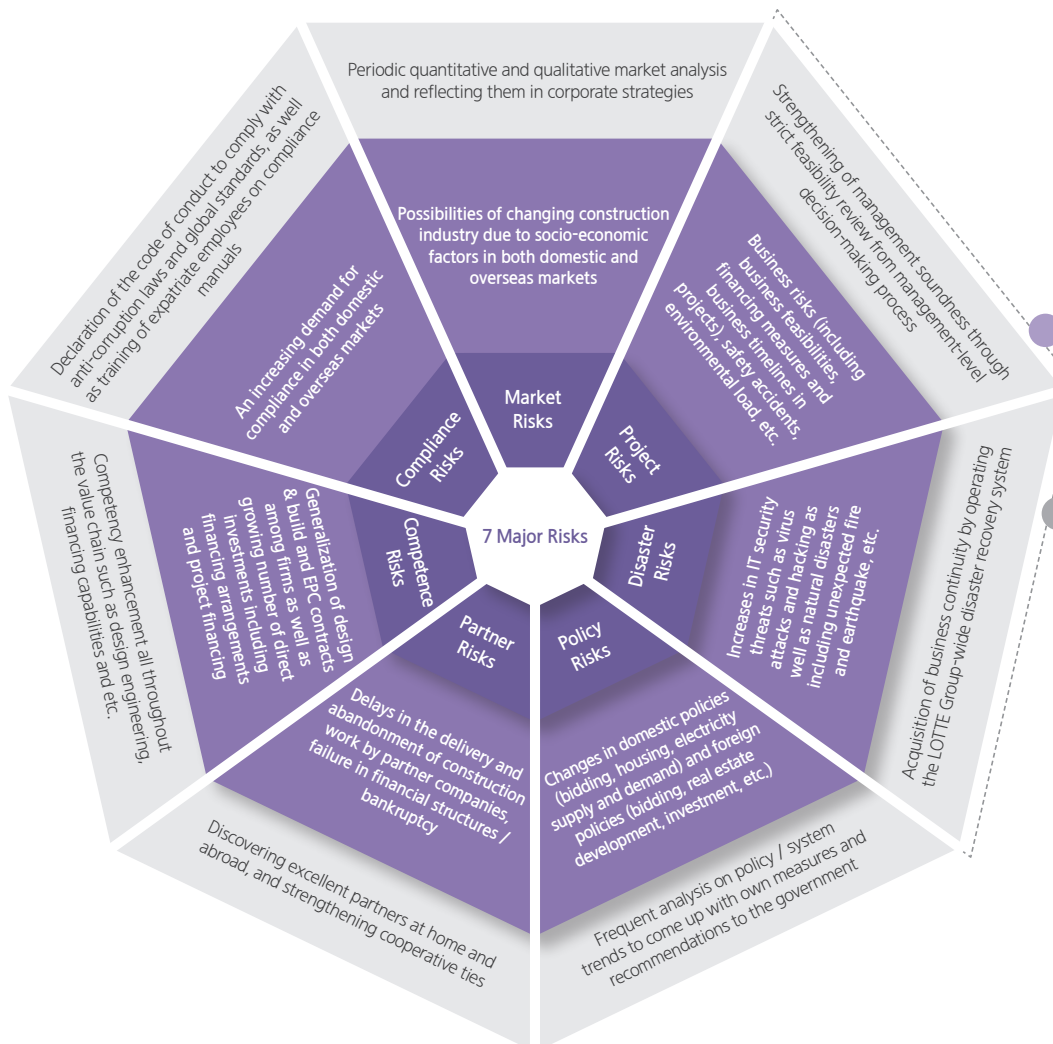 7 Major Risks
Market
Risks
Possibilities of changing construction
industry due to socio-economic
factors in both domestic and
overseas markets
Periodic quantitative and qualitative market analysis
and reflecting them in corporate strategies
Project
Risks
Business risks (including
business feasibilities,
financing measures and
business timelines in
projects), safety accidents,
environmental load, etc.
Strengthening of management soundness through
strict feasibility review from management-level
decision-making process
Disaster
Risks
Increases in IT security
threats such as virus
attacks and hacking as
well as natural disasters
including unexpected fire
and earthquake, etc.
Acquisition of business continuity by operating
the LOTTE Group-wide disaster recovery system
Policy
Risks
Changes in domestic policies
(bidding, housing, electricity
supply and demand) and foreign
policies (bidding, real estate
development, investment, etc.)
Frequent analysis on policy / system
trends to come up with own measures and
recommendations to the government
Partner
Risks
Delays in the delivery and
abandonment of construction
work by partner companies,
failure in financial structures /
bankruptcy
Discovering excellent partners at home and
abroad, and strengthening cooperative ties
Competence
Risks
Generalization of design
& build and EPC contracts
among firms as well as
growing number of direct
investments including
financing arrangements
and project financing
Competency enhancement all throughout
the value chain such as design engineering,
financing capabilities and etc.
Compliance
Risks
An increasing demand for
compliance in both domestic
and overseas markets
Declaration of the code of conduct to comply with
anti-corruption laws and global standards, as well
as training of expatriate employees on compliance
manuals